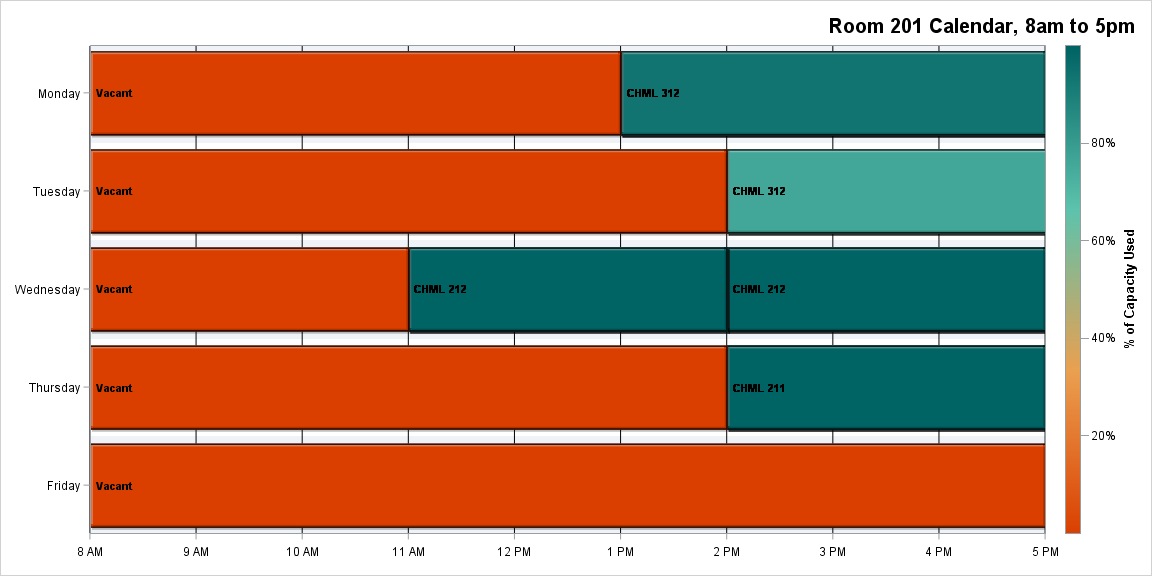 Room 201 Calendar, 8am to 5pm
Monday
Vacant
CHML 312
Tuesday
Vacant
CHML 312
Wednesday
Vacant
CHML 212
CHML 212
Thursday
Vacant
CHML 211
Friday
Vacant
8 AM
9 AM
10 AM
11 AM
12 PM
1 PM
2 PM
3 PM
4 PM
5 PM
80%
60%
40%
20%
% of Capacity Used